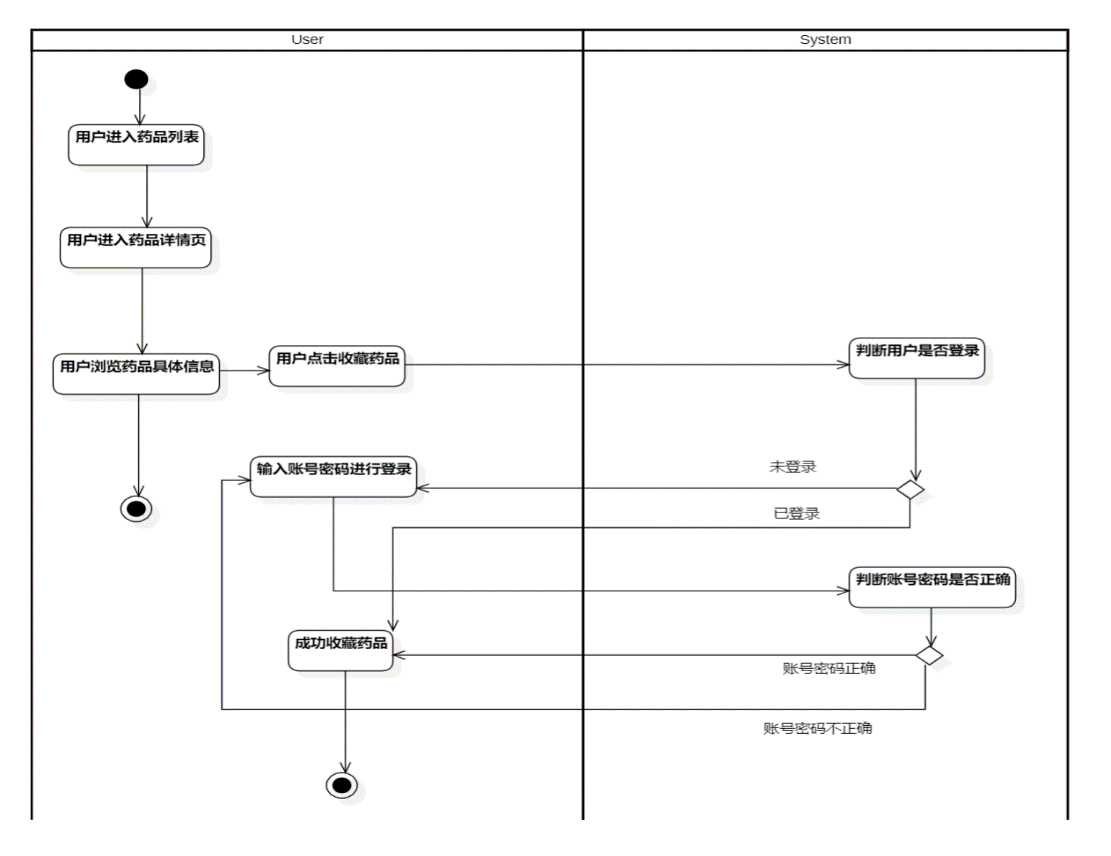 User
System
用户进入药品列表
用户进入药品详情页
用户浏览药品具体信息
用户点击收藏药品
判断用户是否登录
输入账号密码进行登录
未登录
已登录
判断账号密码是否正确
成功收藏药品
账号密码正确
账号密码不正确